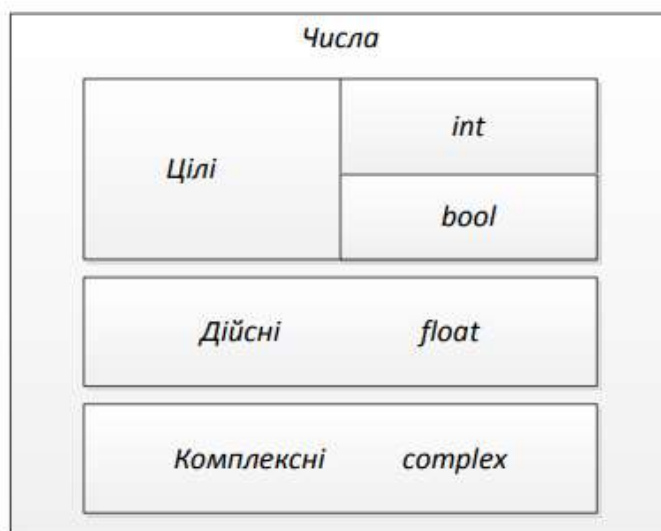 Числа
Цілі
int
bool
Дійсні float
Комплексні complex